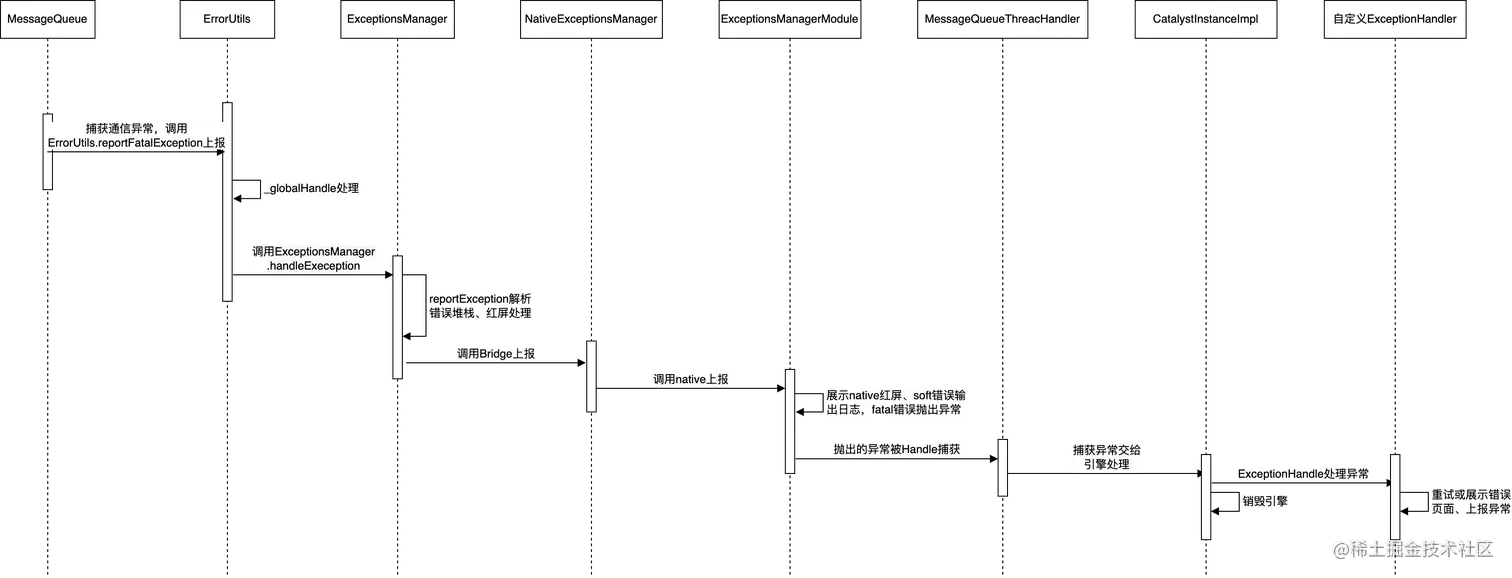 MessageQueue
ErrorUtils
ExceptionsManager
NativeExceptionsManager
ExceptionsManagerModule
MessageQueueThreacHandler
CatalystInstanceImpl
自定义ExceptionHandler
捕获通信异常，调用
ErrorUtils.reportFatalException上报
_globalHandle处理
调用ExceptionsManager
.handleExeception
reportException解析
错误堆栈、红屏处理
调用Bridge上报
调用native上报
展示native红屏、soft错误输
出日志，fatal错误抛出异常
抛出的异常被Handle捕获
捕获异常交给
引擎处理
ExceptionHandle处理异常
销毁引擎
重试或展示错误
页面、上报异常
@稀土掘金技术社区